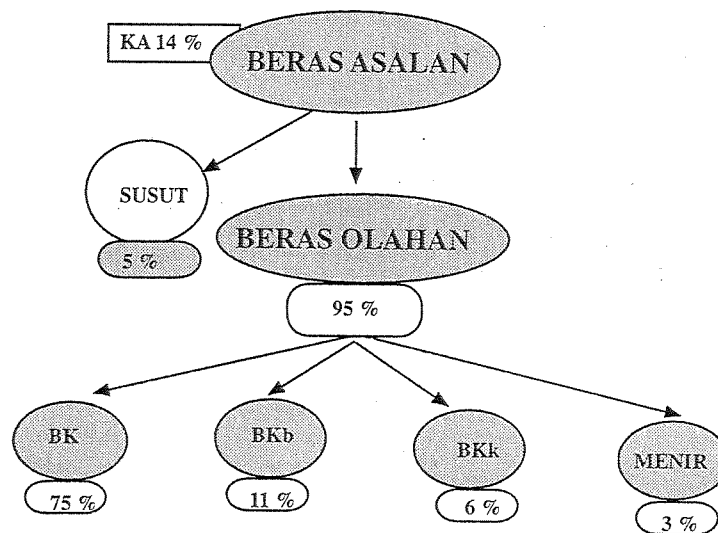 KA 14 %
BERAS ASALAN
SUSUT
5 %
BERAS OLAHAN
95 %
BK
75 %
BKb
11 %
BKk
6 %
MENIR
3 %